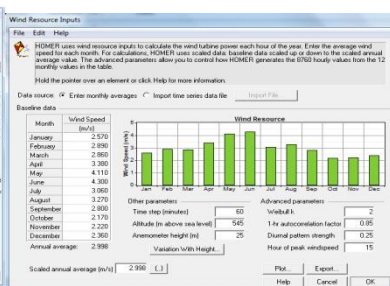 Wind Resource Inputs
File Edit Help
HOMER uses wind resource inputs to calculate the wind turbine power each hour of the year. Enter the average wind
speed for each month. For calculations, HOMER uses scaled data: baseline data scaled up or down to the scaled annual
average value. The advanced parameters allow you to control how HOMER generates the 8760 hourly values from the 12
monthly values in the table.
Hold the pointer over an element or click Help for more information.
Data source: Enter monthly averages Import time series data file Import File...
Baseline data
Month Wind Speed (m/s)
January 2.570
February 2.890
March 2.860
April 3.380
May 4.110
June 4.300
July 3.060
August 3.270
September 2.800
October 2.170
November 2.220
December 2.360
Annual average: 2.998
Wind Resource
Wind Speed (m/s)
5
4
3
2
1
0
Jan Feb Mar Apr May Jun Jul Aug Sep Oct Nov Dec
Other parameters
Time step (minutes) 60
Altitude (m above sea level) 545
Anemometer height (m) 25
Variation With Height...
Advanced parameters
Weibull k 2
1-hr autocorrelation factor 0.85
Diurnal pattern strength 0.25
Hour of peak windspeed 15
Scaled annual average (m/s) 2.998 {..}
Plot... Export...
Help Cancel OK